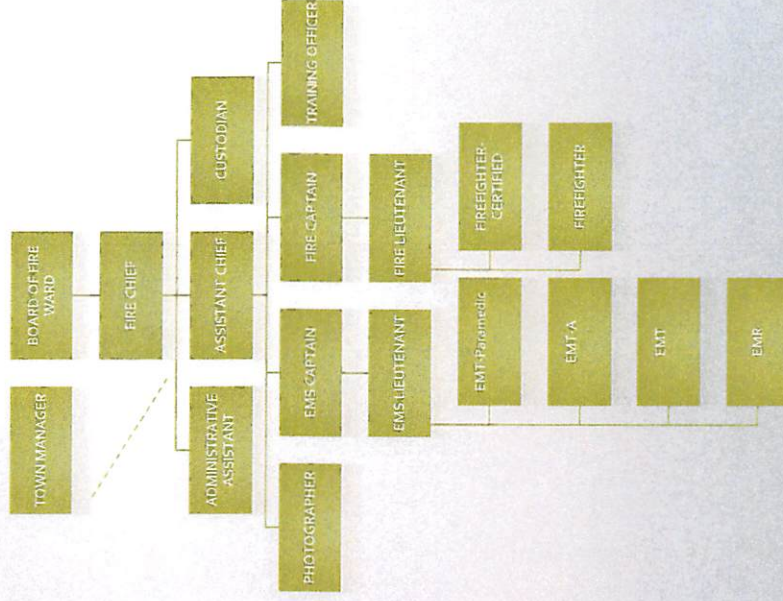 TOWN MANAGER
BOARD OF FIRE
WARD
FIRE CHIEF
ADMINISTRATIVE
ASSISTANT
ASSISTANT CHIEF
CUSTODIAN
PHOTOGRAPHER
EMS CAPTAIN
FIRE CAPTAIN
TRAINING OFFICER
EMS LIEUTENANT
FIRE LIEUTENANT
EMT-Paramedic
FIREFIGHTER-
CERTIFIED
EMT-A
FIREFIGHTER
EMT
EMR